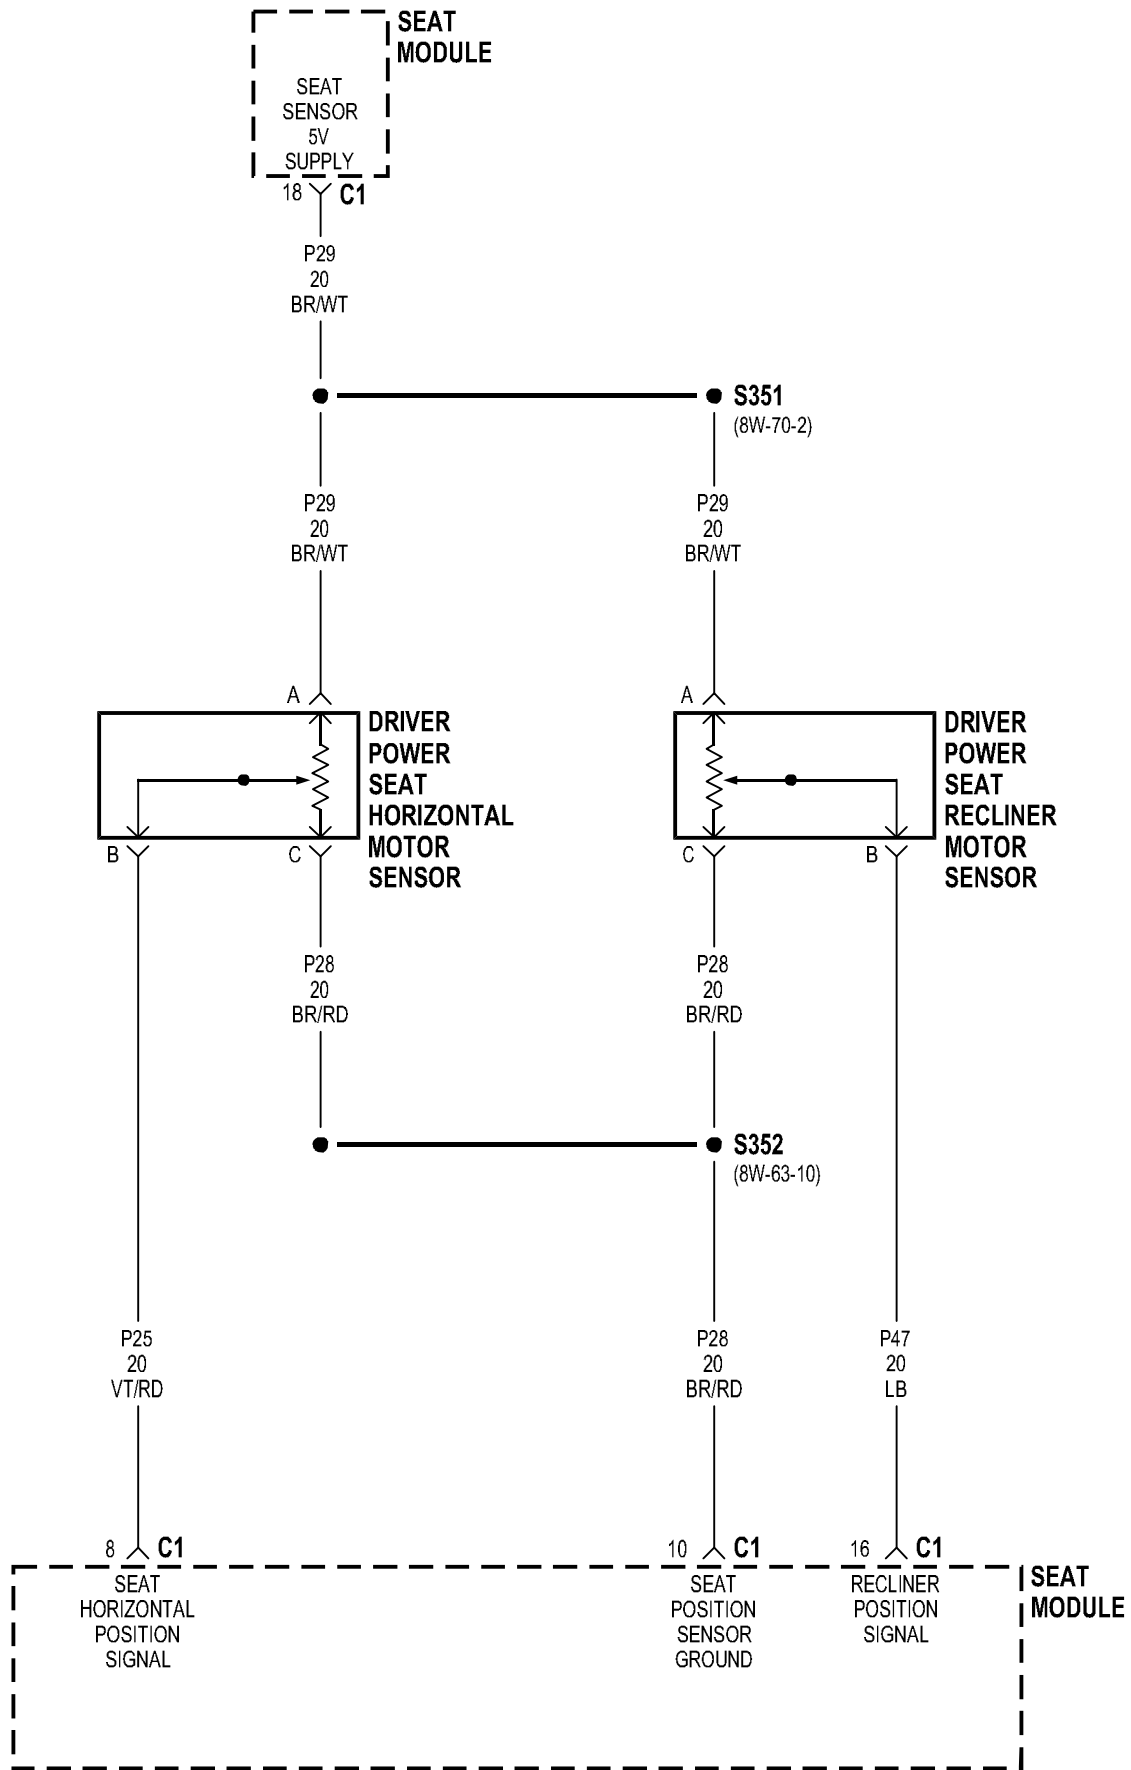 SEAT
MODULE
SEAT
SENSOR
5V
SUPPLY
18 C1
P29
20
BR/WT
S351
(8W-70-2)
P29
20
BR/WT
P29
20
BR/WT
A
A
DRIVER
POWER
SEAT
HORIZONTAL
MOTOR
SENSOR
DRIVER
POWER
SEAT
RECLINER
MOTOR
SENSOR
B
C
C
B
P28
20
BR/RD
P28
20
BR/RD
S352
(8W-63-10)
P25
20
VT/RD
P28
20
BR/RD
P47
20
LB
8 C1
10 C1
16 C1
SEAT
HORIZONTAL
POSITION
SIGNAL
SEAT
POSITION
SENSOR
GROUND
RECLINER
POSITION
SIGNAL
SEAT
MODULE